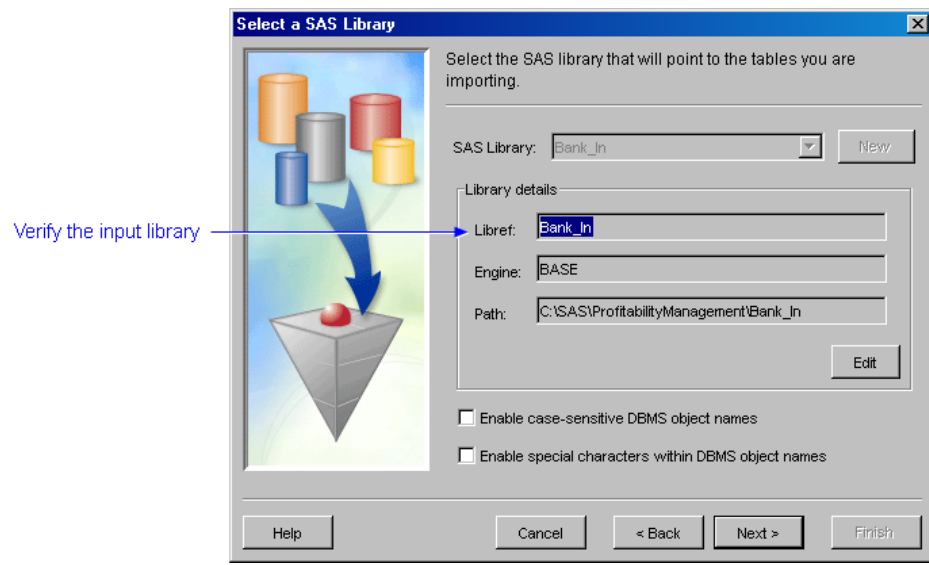 Select a SAS Library
Select the SAS library that will point to the tables you are
importing.
SAS Library: Bank_In New
Library details
Verify the input library
Libref: Bank_In
Engine: BASE
Path: C:\SAS\ProfitabilityManagement\Bank_In
Edit
Enable case-sensitive DBMS object names
Enable special characters within DBMS object names
Help Cancel < Back Next > Finish